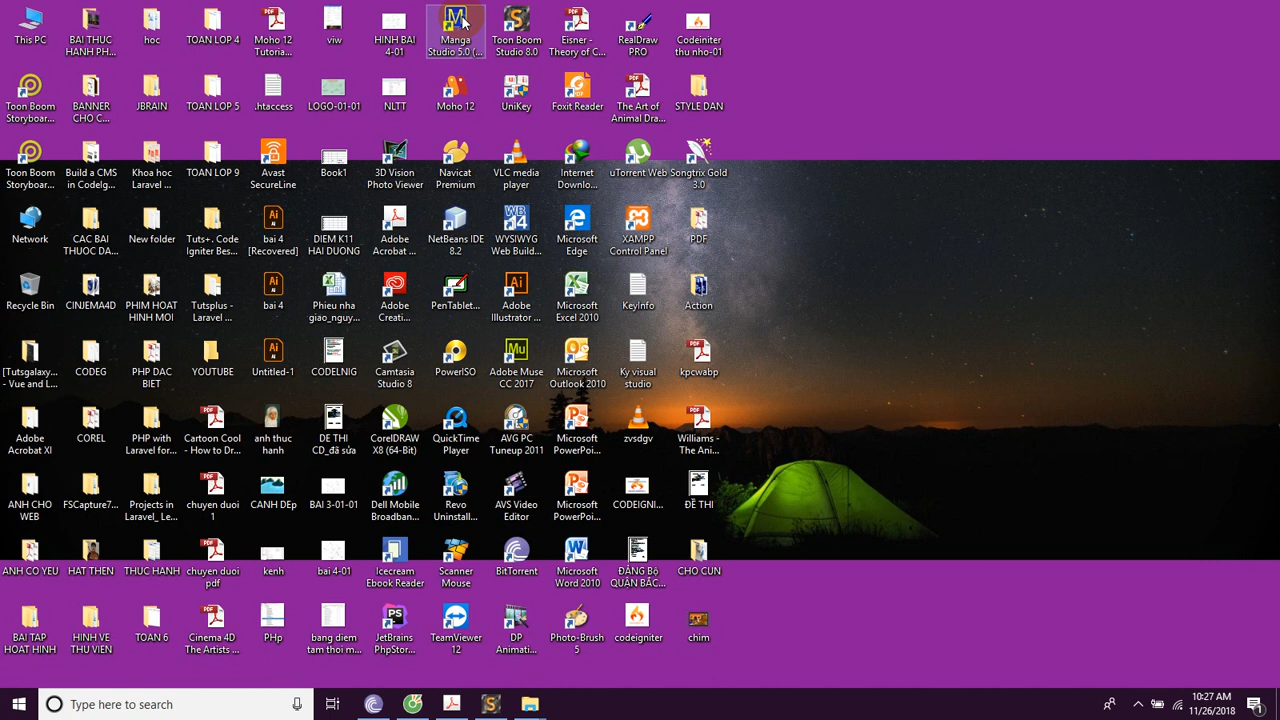 This PC
BAI THUC
HANH PH...
hoc
TOAN LOP 4
Moho 12
Tutoria...
viw
HINH BAI
4-01
Manga
Studio 5.0 (...
Toon Boom
Studio 8.0
Eisner -
Theory of C...
RealDraw
PRO
Codeiniter
thu nho-01
Toon Boom
Storyboar...
BANNER
CHO C...
JBRAIN
TOAN LOP 5
.htaccess
LOGO-01-01
NLTT
Moho 12
UniKey
Foxit Reader
The Art of
Animal Dra...
STYLE DAN
Toon Boom
Storyboar...
Build a CMS
in CodeIg...
Khoa hoc
Laravel ...
TOAN LOP 9
Avast
SecureLine
Book1
3D Vision
Photo Viewer
Navicat
Premium
VLC media
player
Internet
Downlo...
uTorrent Web
Songtrix Gold
3.0
Network
CAC BAI
THUOC DA...
New folder
Tuts+. Code
Igniter Bes...
bai 4
[Recovered]
DIEM K11
HAI DUONG
Adobe
Acrobat ...
NetBeans IDE
8.2
WYSIWYG
Web Build...
Microsoft
Edge
XAMPP
Control Panel
PDF
Recycle Bin
CINJEMA4D
PHIM HOAT
HINH MOI
Tutsplus -
Laravel ...
bai 4
Phieu nha
giao_nguy...
Adobe
Creati...
PenTablet...
Adobe
Illustrator ...
Microsoft
Excel 2010
KeyInfo
Action
[Tutsgalaxy...
- Vue and L...
CODEG
PHP DAC
BIET
YOUTUBE
Untitled-1
CODELNIG
Camtasia
Studio 8
PowerISO
Adobe Muse
CC 2017
Microsoft
Outlook 2010
Ky visual
studio
kpcwabp
Adobe
Acrobat XI
COREL
PHP with
Laravel for...
Cartoon Cool
- How to Dr...
anh thuc
hanh
DE THI
CD_đã sửa
CorelDRAW
X8 (64-Bit)
QuickTime
Player
AVG PC
Tuneup 2011
Microsoft
PowerPoi...
zvsdgv
Williams -
The Ani...
ANH CHO
WEB
FSCapture7...
Projects in
Laravel_ Le...
chuyen duoi
1
CANH DEp
BAI 3-01-01
Dell Mobile
Broadban...
Revo
Uninstall...
AVS Video
Editor
Microsoft
PowerPoi...
CODEIGNI...
ĐỀ THI
ANH CO YEU
HAT THEN
THUC HANH
chuyen duoi
pdf
kenh
bai 4-01
Icecream
Ebook Reader
Scanner
Mouse
BitTorrent
Microsoft
Word 2010
ĐẢNG Bộ
QUẬN BẮC...
CHO CUN
BAI TAP
HOAT HINH
HINH VE
THU VIEN
TOAN 6
Cinema 4D
The Artists ...
PHp
bang diem
tam thoi m...
JetBrains
PhpStor...
TeamViewer
12
DP
Animati...
Photo-Brush
5
codeigniter
chim
Type here to search
10:27 AM
11/26/2018
1